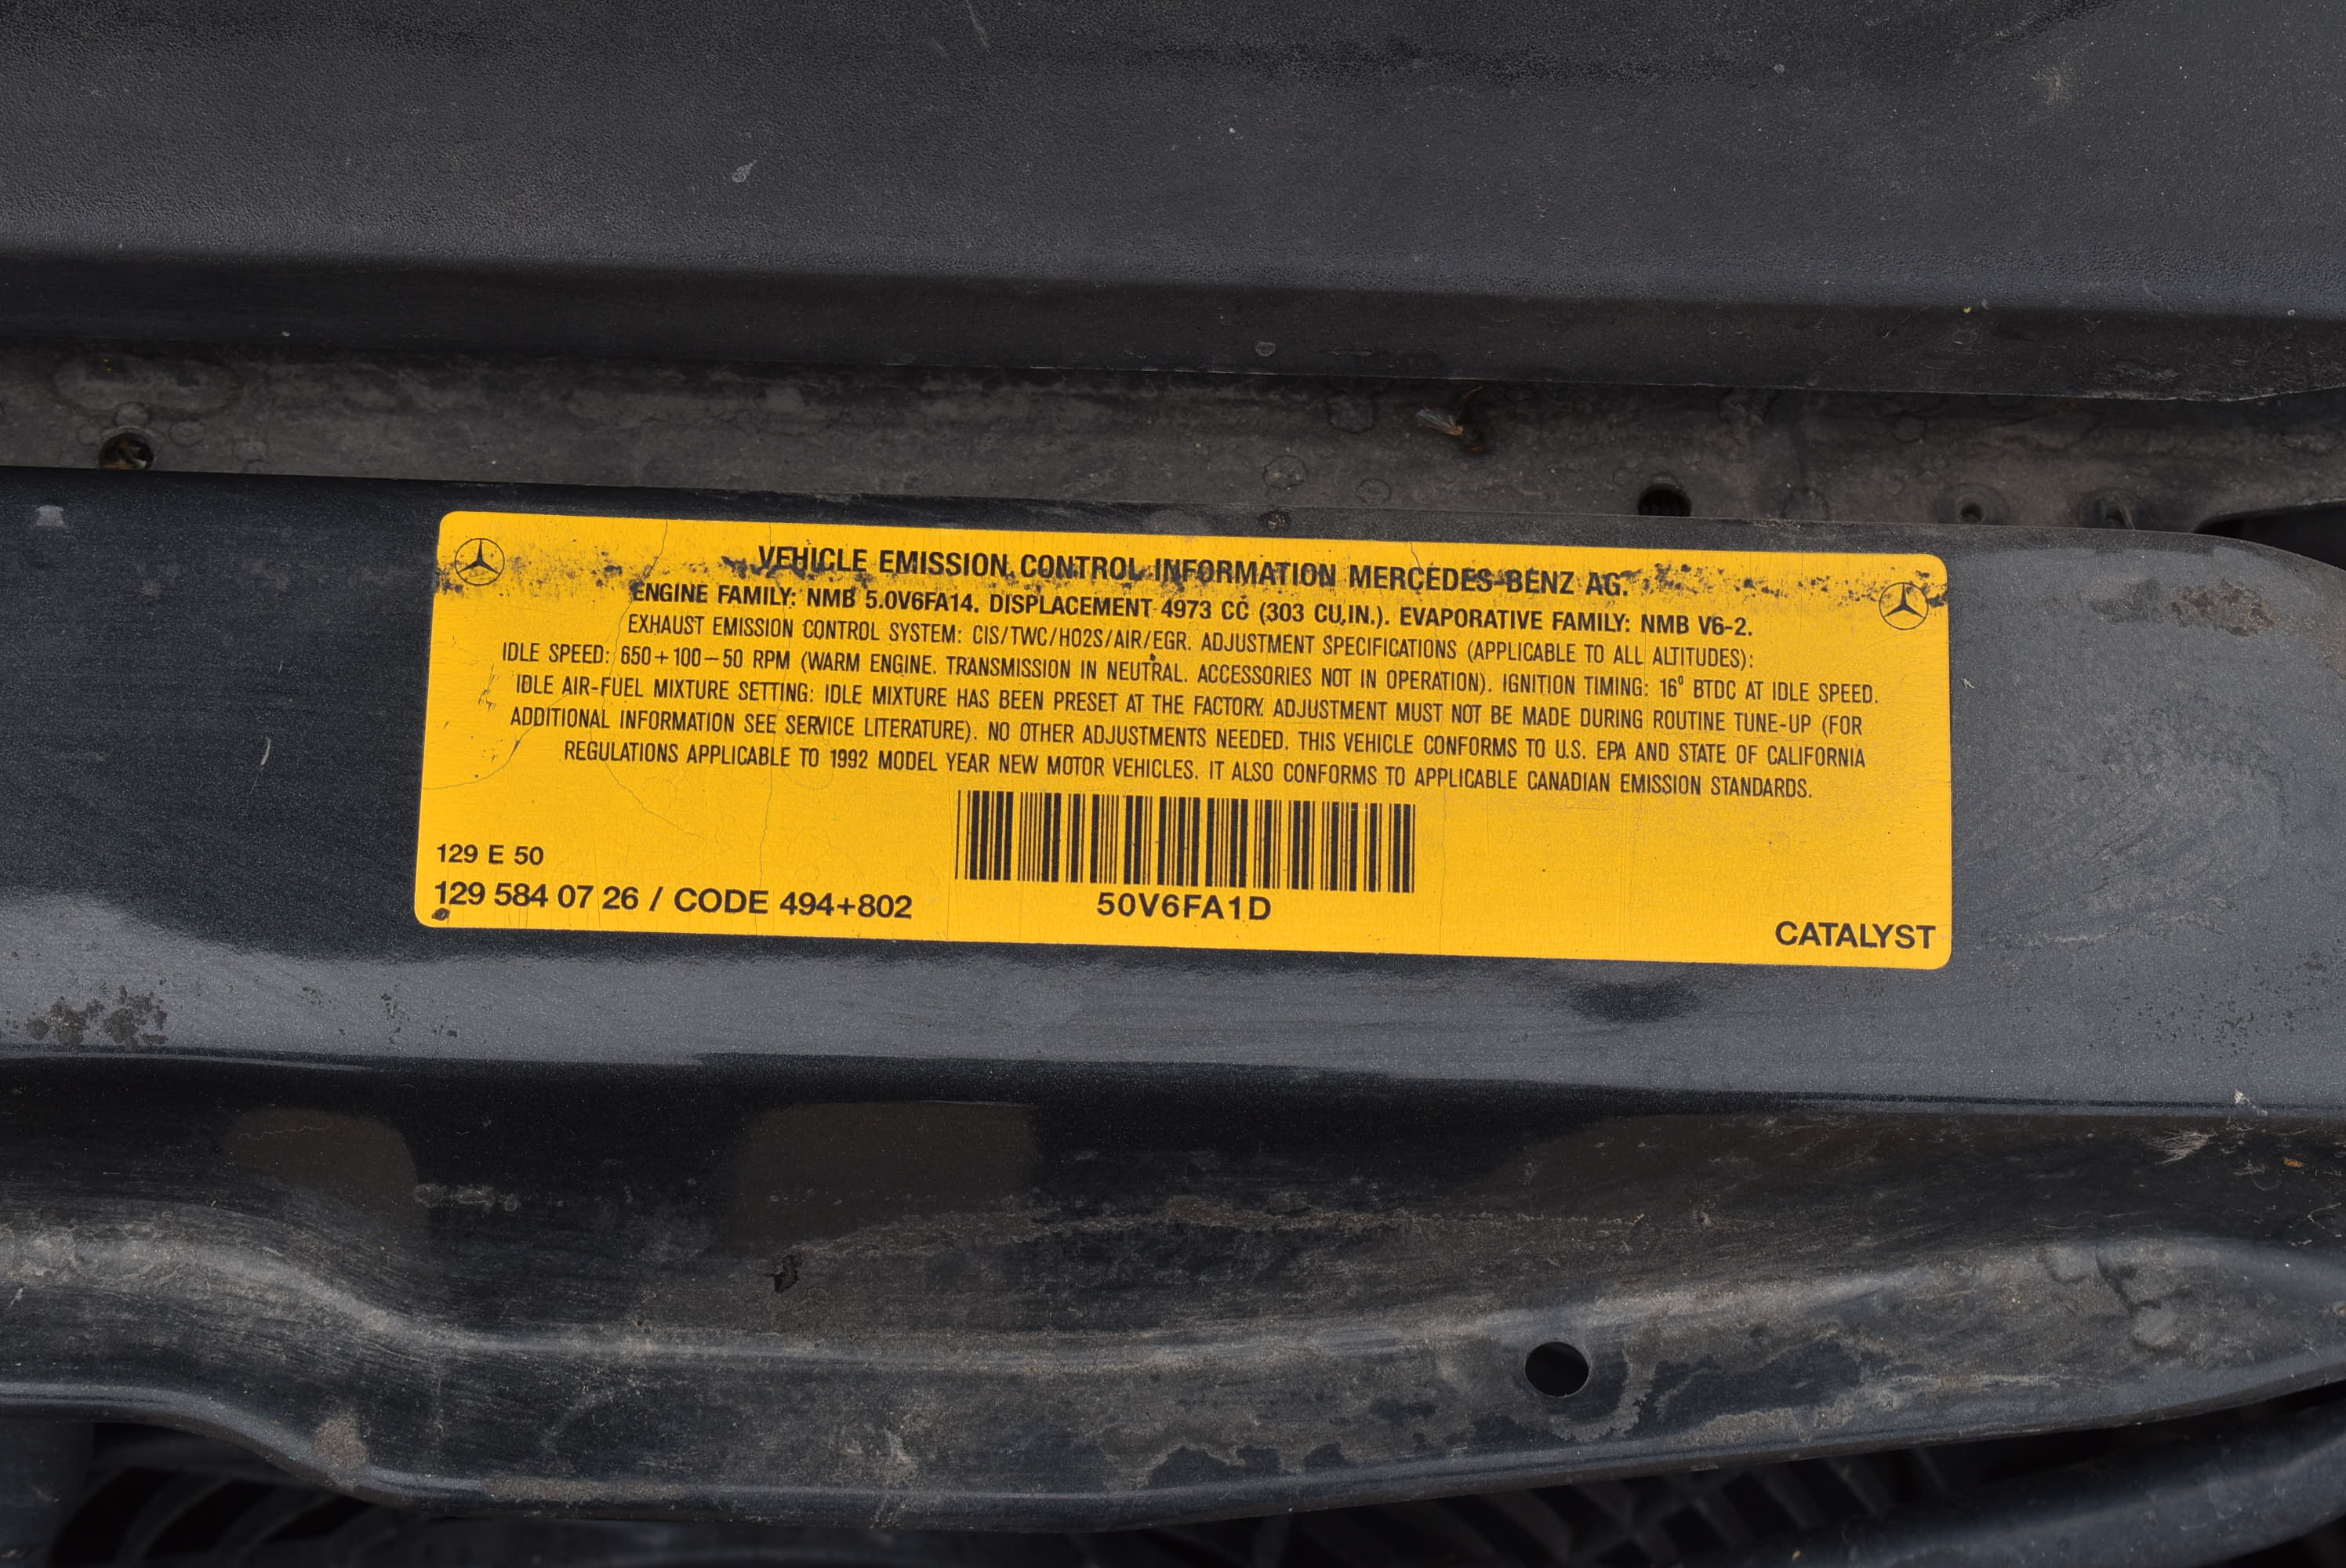 VEHICLE EMISSION CONTROL INFORMATION MERCEDES-BENZ AG.
ENGINE FAMILY: NMB 5.0V6FA14. DISPLACEMENT 4973 CC (303 CU.IN.). EVAPORATIVE FAMILY: NMB V6-2.
EXHAUST EMISSION CONTROL SYSTEM: CIS/TWC/HO2S/AIR/EGR. ADJUSTMENT SPECIFICATIONS (APPLICABLE TO ALL ALTITUDES):
IDLE SPEED: 650+100-50 RPM (WARM ENGINE. TRANSMISSION IN NEUTRAL. ACCESSORIES NOT IN OPERATION). IGNITION TIMING: 16° BTDC AT IDLE SPEED.
IDLE AIR-FUEL MIXTURE SETTING: IDLE MIXTURE HAS BEEN PRESET AT THE FACTORY. ADJUSTMENT MUST NOT BE MADE DURING ROUTINE TUNE-UP (FOR
ADDITIONAL INFORMATION SEE SERVICE LITERATURE). NO OTHER ADJUSTMENTS NEEDED. THIS VEHICLE CONFORMS TO U.S. EPA AND STATE OF CALIFORNIA
REGULATIONS APPLICABLE TO 1992 MODEL YEAR NEW MOTOR VEHICLES. IT ALSO CONFORMS TO APPLICABLE CANADIAN EMISSION STANDARDS.
129 E 50
129 584 07 26 / CODE 494+802
50V6FA1D
CATALYST